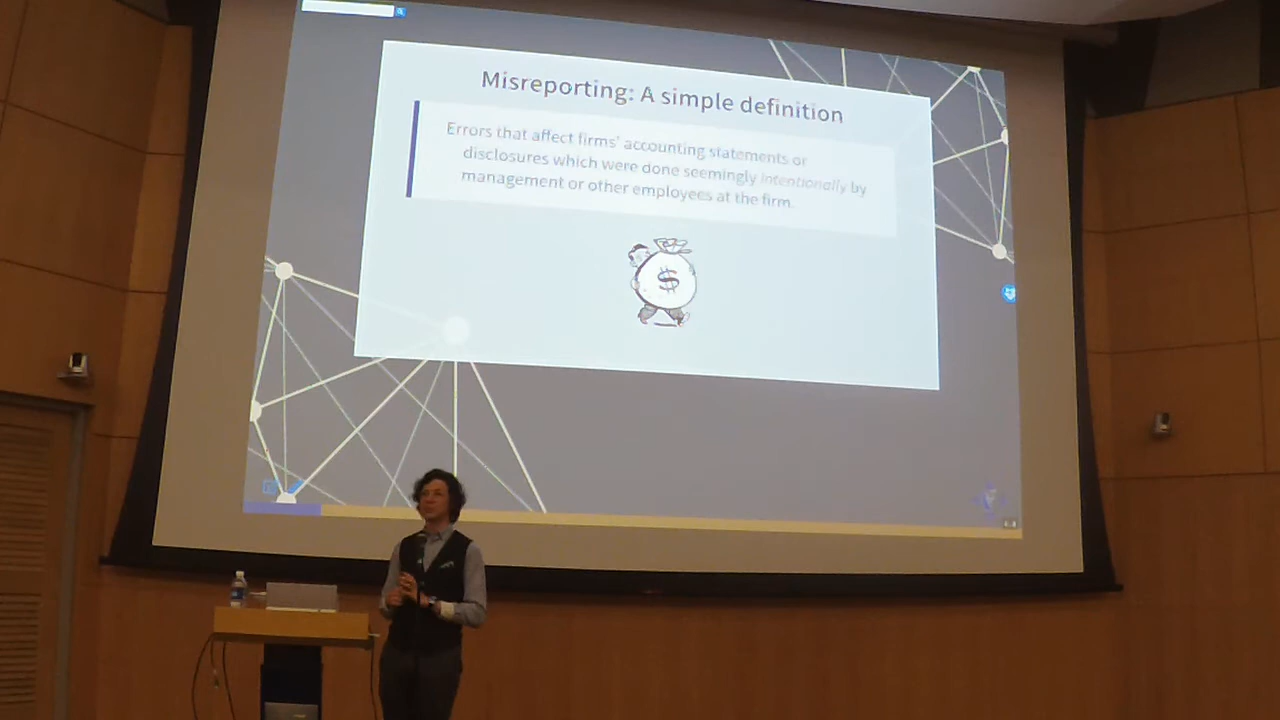 Misreporting: A simple definition
Errors that affect firms' accounting statements or
disclosures which were done seemingly intentionally by
management or other employees at the firm.
$